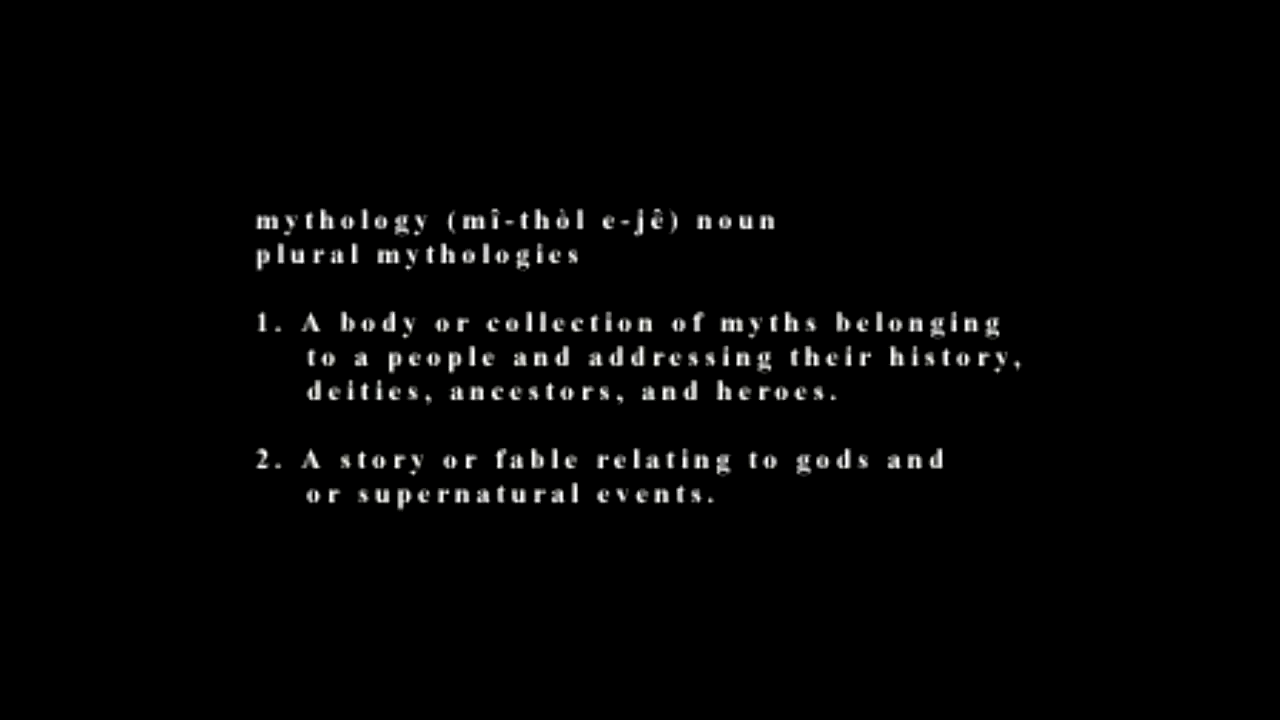 mythology (mî-thòl e-jê) noun
plural mythologies
1. A body or collection of myths belonging
to a people and addressing their history,
deities, ancestors, and heroes.
2. A story or fable relating to gods and
or supernatural events.